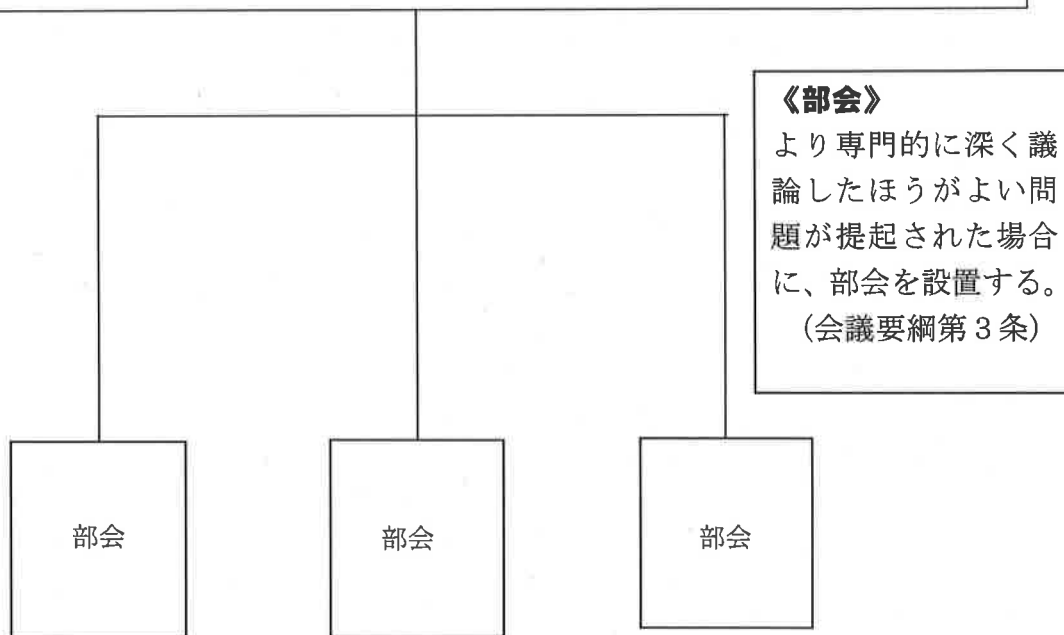 《部会》
より専門的に深く議
論したほうがよい問
題が提起された場合
に、部会を設置する。
（会議要綱第３条）
部会
部会
部会